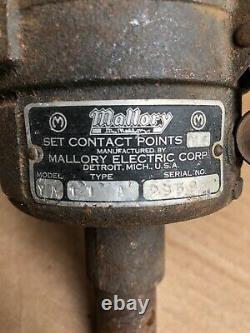 Mallory
SET CONTACT POINTS
MANUFACTURED BY
MALLORY ELECTRIC CORP.
DETROIT, MICH., U.S.A.
MODEL TYPE SERIAL NO.